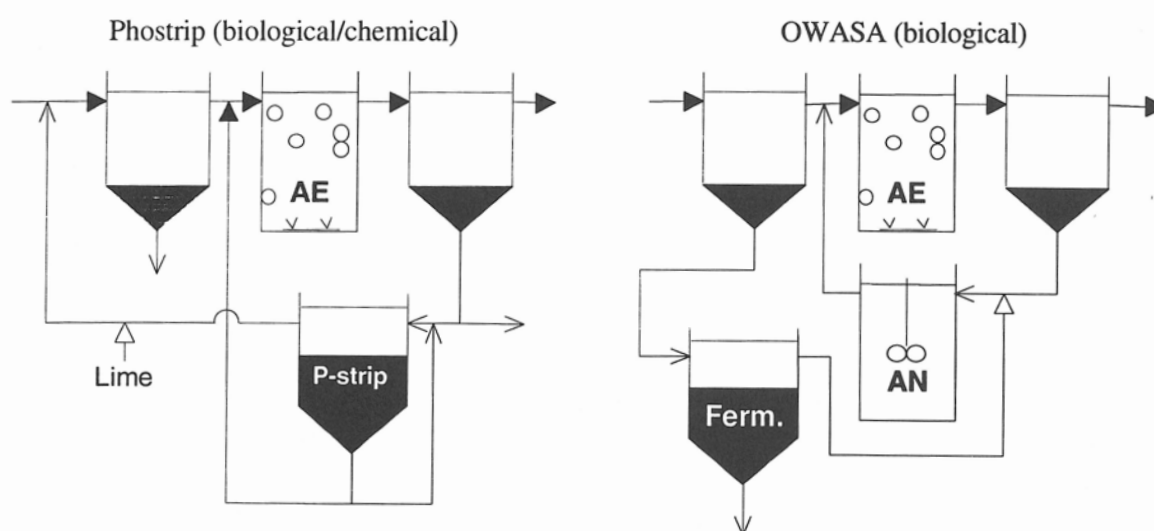 Phostrip (biological/chemical)
OWASA (biological)
AE
AE
Lime
P-strip
AN
Ferm.